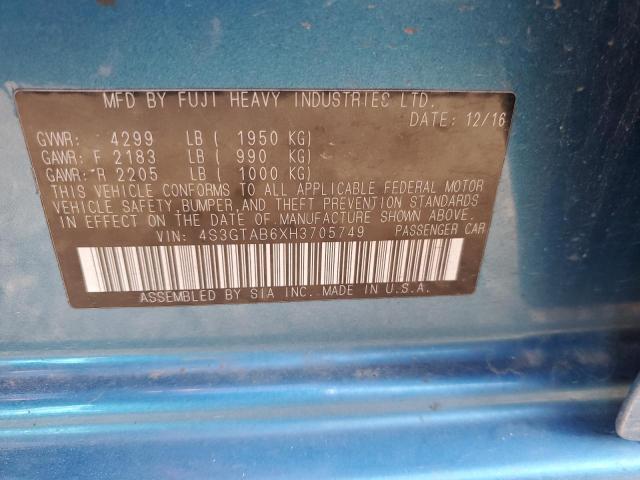 MFD BY FUJI HEAVY INDUSTRIES LTD.
DATE: 12/16
GVWR: 4299 LB ( 1950 KG)
GAWR: F 2183 LB ( 990 KG)
GAWR: R 2205 LB ( 1000 KG)
THIS VEHICLE CONFORMS TO ALL APPLICABLE FEDERAL MOTOR
VEHICLE SAFETY,BUMPER,AND THEFT PREVENTION STANDARDS
IN EFFECT ON THE DATE OF MANUFACTURE SHOWN ABOVE.
VIN: 4S3GTAB6XH3705749 PASSENGER CAR
ASSEMBLED BY SIA INC. MADE IN U.S.A.